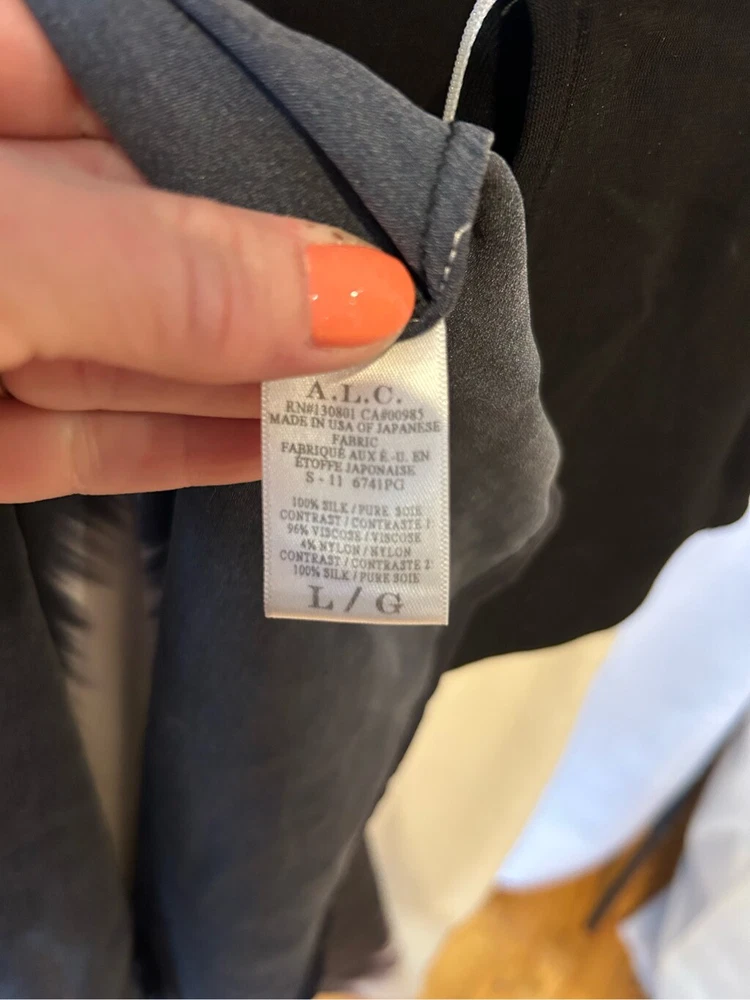 A.L.C.
RN#130801 CA#00985
MADE IN USA OF JAPANESE
FABRIC
FABRIQUÉ AUX É.-U. EN
ÉTOFFE JAPONAISE
S - 11 6741PG
100% SILK / PURE SOIE
CONTRAST / CONTRASTE 1:
96% VISCOSE / VISCOSE
4% NYLON / NYLON
CONTRAST / CONTRASTE 2:
100% SILK / PURE SOIE
L / G